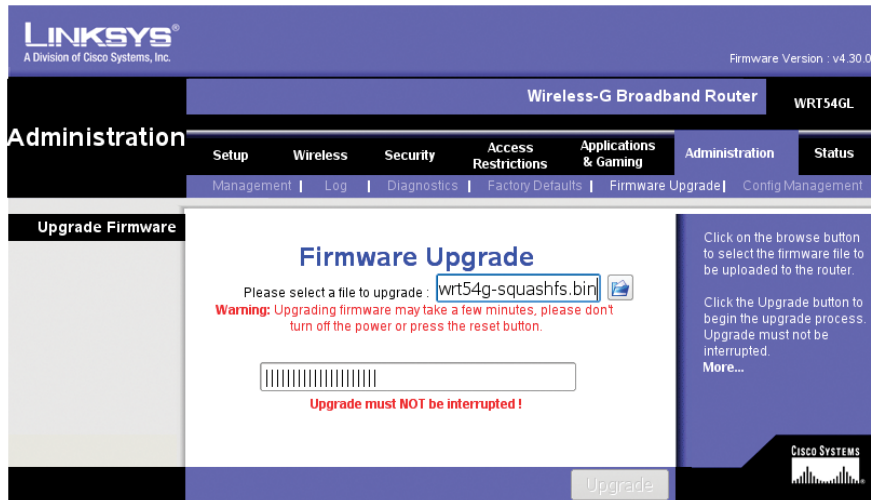 LINKSYS®
A Division of Cisco Systems, Inc.
Firmware Version : v4.30.0
Wireless-G Broadband Router
WRT54GL
Administration
Setup
Wireless
Security
Access Restrictions
Applications & Gaming
Administration
Status
Management | Log | Diagnostics | Factory Defaults | Firmware Upgrade | Config Management
Upgrade Firmware
Firmware Upgrade
Please select a file to upgrade : wrt54g-squashfs.bin
Warning: Upgrading firmware may take a few minutes, please don't
turn off the power or press the reset button.
Upgrade must NOT be interrupted !
Click on the browse button
to select the firmware file to
be uploaded to the router.
Click the Upgrade button to
begin the upgrade process.
Upgrade must not be
interrupted.
More...
CISCO SYSTEMS
Upgrade